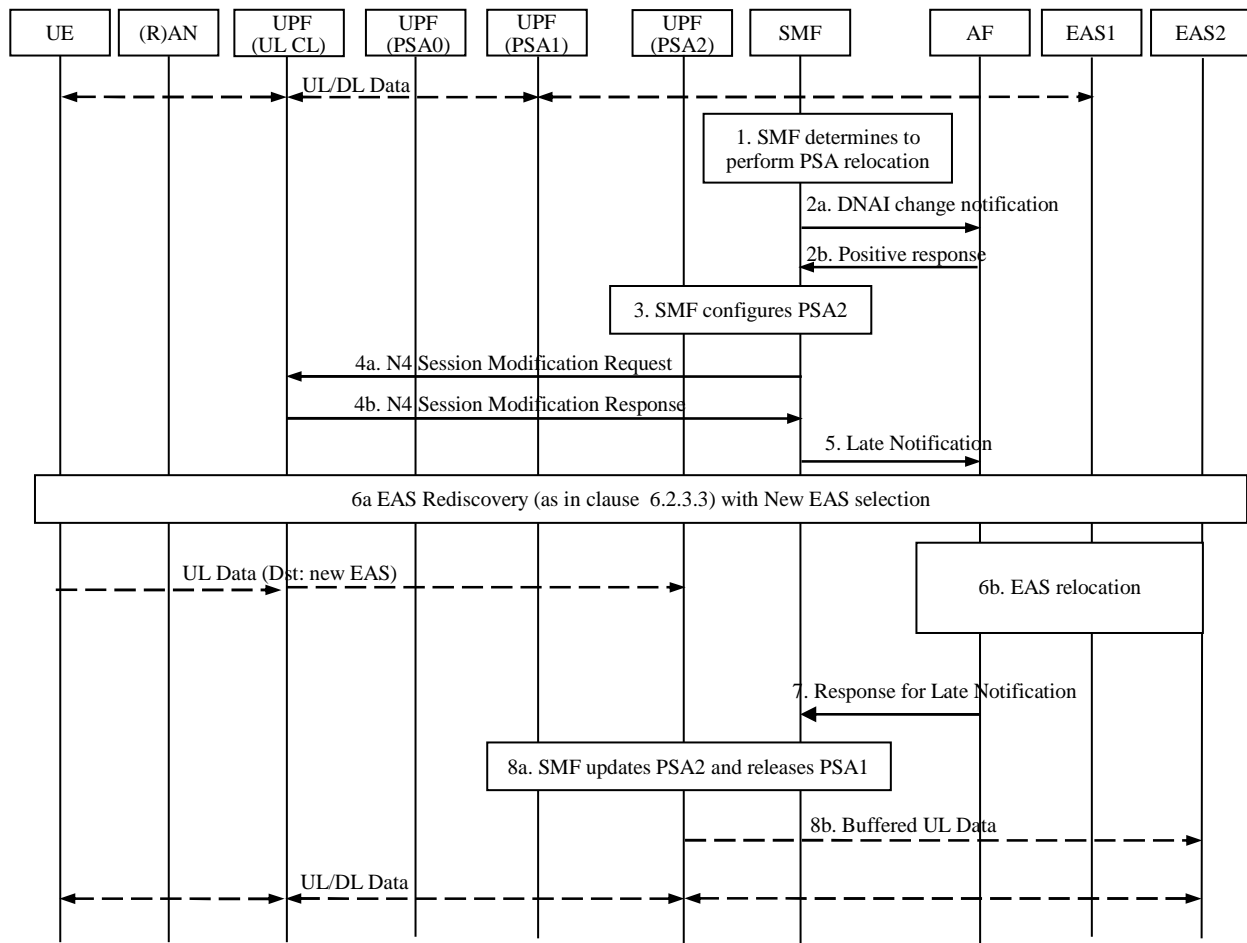 UE
(R)AN
UPF
(UL CL)
UPF
(PSA0)
UPF
(PSA1)
UPF
(PSA2)
SMF
AF
EAS1
EAS2
UL/DL Data
1. SMF determines to
perform PSA relocation
2a. DNAI change notification
2b. Positive response
3. SMF configures PSA2
4a. N4 Session Modification Request
4b. N4 Session Modification Response
5. Late Notification
6a EAS Rediscovery (as in clause 6.2.3.3) with New EAS selection
UL Data (Dst: new EAS)
6b. EAS relocation
7. Response for Late Notification
8a. SMF updates PSA2 and releases PSA1
8b. Buffered UL Data
UL/DL Data